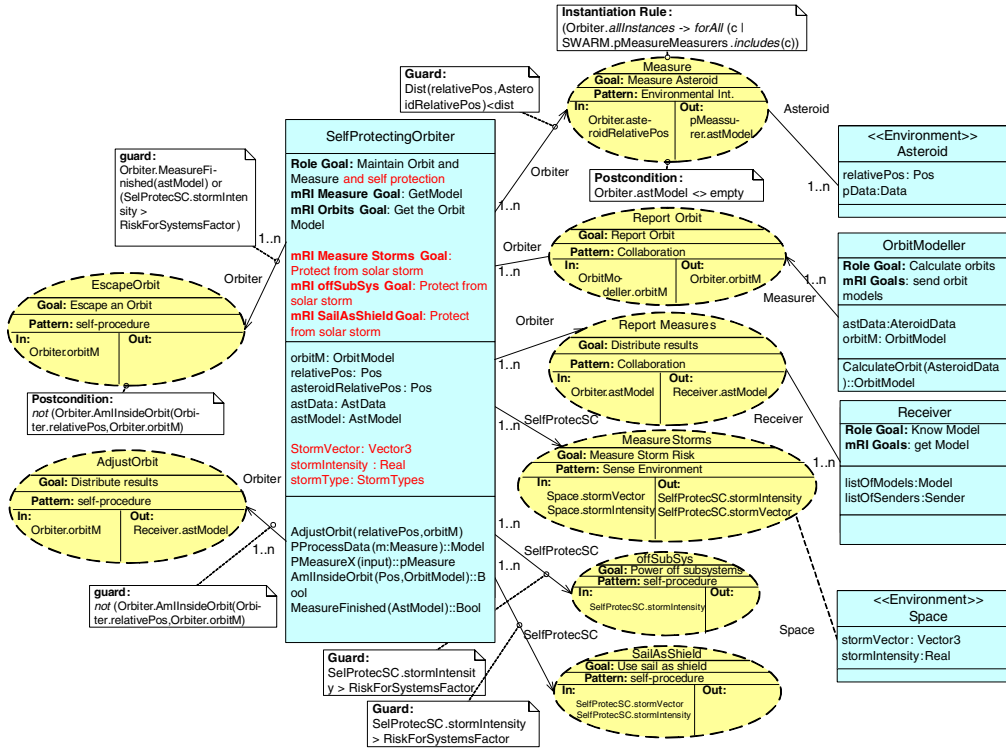 Instantiation Rule:
(Orbiter.allInstances -> forAll (c |
SWARM.pMeasureMeasurers .includes(c))
Guard:
Dist(relativePos,Astero
idRelativePos)<dist
Measure
Goal: Measure Asteroid
Pattern: Environmental Int.
In:
Orbiter.aste-
roidRelativePos
Out:
pMeassu-
rer.astModel
Postcondition:
Orbiter.astModel <> empty
Asteroid
1..n
<<Environment>>
Asteroid
relativePos: Pos
pData:Data
guard:
Orbiter.MeasureFi-
nished(astModel) or
(SelProtecSC.stormInten
sity >
RiskForSystemsFactor)
1..n
Orbiter
SelfProtectingOrbiter
Role Goal: Maintain Orbit and
Measure and self protection
mRI Measure Goal: GetModel
mRI Orbits Goal: Get the Orbit
Model
mRI Measure Storms Goal:
Protect from solar storm
mRI offSubSys Goal: Protect from
solar storm
mRI SailAsShield Goal: Protect
from solar storm
orbitM: OrbitModel
relativePos: Pos
asteroidRelativePos: Pos
astData: AstData
astModel: AstModel
StormVector: Vector3
stormIntensity : Real
stormType: StormTypes
AdjustOrbit(relativePos,orbitM)
PProcessData(m:Measure)::Model
PMeasureX(input)::pMeasure
AmIInsideOrbit(Pos,OrbitModel)::B
ool
MeasureFinished(AstModel)::Bool
1..n
Orbiter
Orbiter
1..n
Report Orbit
Goal: Report Orbit
Pattern: Collaboration
In:
OrbitMo-
deller.orbitM
Out:
Orbiter.orbitM
1..n
Measurer
OrbitModeller
Role Goal: Calculate orbits
mRI Goals: send orbit
models
astData:AteroidData
orbitM: OrbitModel
CalculateOrbit(AsteroidData
)::OrbitModel
EscapeOrbit
Goal: Escape an Orbit
Pattern: self-procedure
In:
Orbiter.orbitM
Out:
Postcondition:
not (Orbiter.AmIInsideOrbit(Orbi-
ter.relativePos,Orbiter.orbitM)
Orbiter
1..n
Report Measures
Goal: Distribute results
Pattern: Collaboration
In:
Orbiter.astModel
Out:
Receiver.astModel
Receiver
1..n
Receiver
Role Goal: Know Model
mRI Goals: get Model
listOfModels:Model
listOfSenders:Sender
SelfProtecSC
1..n
MeasureStorms
Goal: Measure Storm Risk
Pattern: Sense Environment
In:
Space.stormVector
Space.stormIntensity
Out:
SelfProtecSC.stormIntensity
SelfProtecSC.stormVector
AdjustOrbit
Goal: Distribute results
Pattern: self-procedure
In:
Orbiter.orbitM
Out:
Receiver.astModel
Orbiter
1..n
guard:
not (Orbiter.AmIInsideOrbit(Orbi-
ter.relativePos,Orbiter.orbitM)
1..n
SelfProtecSC
1..n
offSubSys
Goal: Power off subsystems
Pattern: self-procedure
In:
SelfProtecSC.stormIntensity
Out:
Space
<<Environment>>
Space
stormVector: Vector3
stormIntensity:Real
SelfProtecSC
SailAsShield
Goal: Use sail as shield
Pattern: self-procedure
In:
SelfProtecSC.stormVector
SelfProtecSC.stormIntensity
Out:
Guard:
SelProtecSC.stormIntensit
y > RiskForSystemsFactor
Guard:
SelProtecSC.stormIntensity
> RiskForSystemsFactor